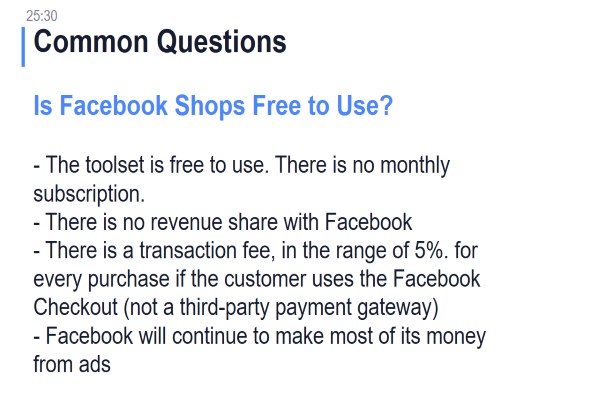 25:30
Common Questions
Is Facebook Shops Free to Use?
- The toolset is free to use. There is no monthly
subscription.
- There is no revenue share with Facebook
- There is a transaction fee, in the range of 5%. for
every purchase if the customer uses the Facebook
Checkout (not a third-party payment gateway)
- Facebook will continue to make most of its money
from ads